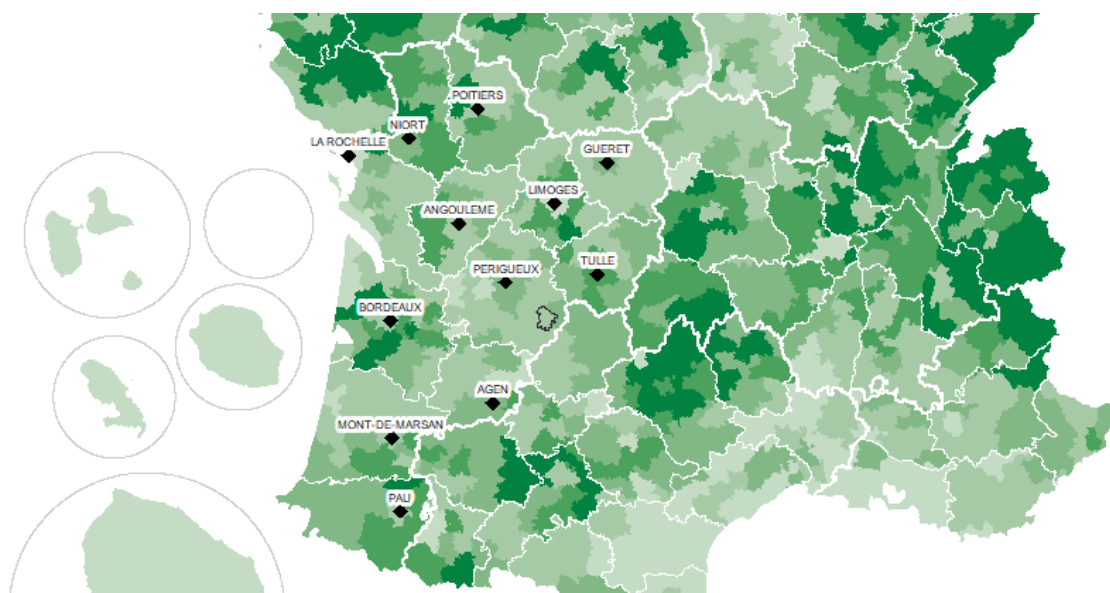 POITIERS
NIORT
LA ROCHELLE
GUERET
LIMOGES
ANGOULEME
PERIGUEUX
TULLE
BORDEAUX
AGEN
MONT-DE-MARSAN
PAU